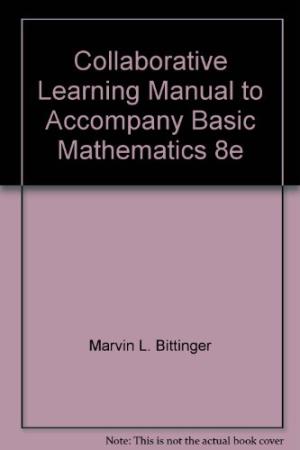 Collaborative
Learning Manual to
Accompany Basic
Mathematics 8e
Marvin L. Bittinger
Note: This is not the actual book cover